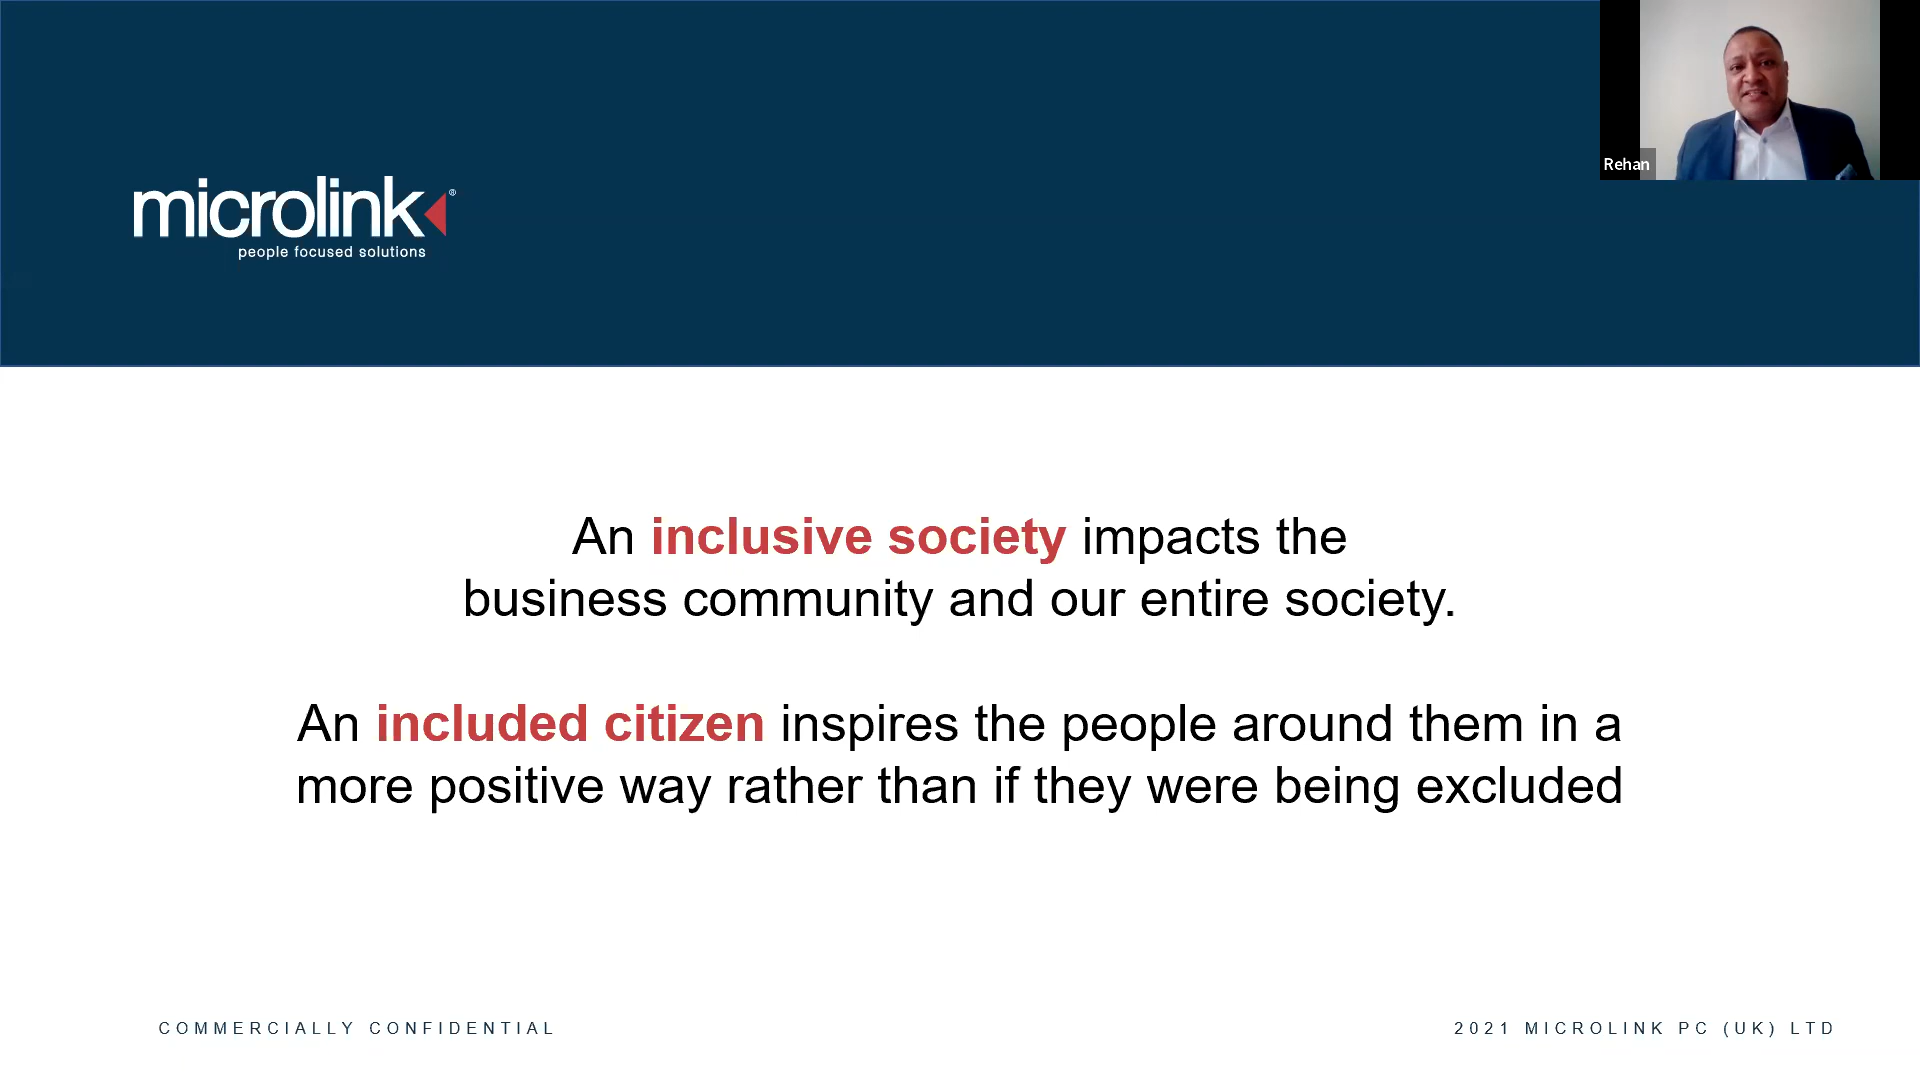 Rehan
microlink®
people focused solutions
An inclusive society impacts the
business community and our entire society.
An included citizen inspires the people around them in a
more positive way rather than if they were being excluded
COMMERCIALLY CONFIDENTIAL
2021 MICROLINK PC (UK) LTD